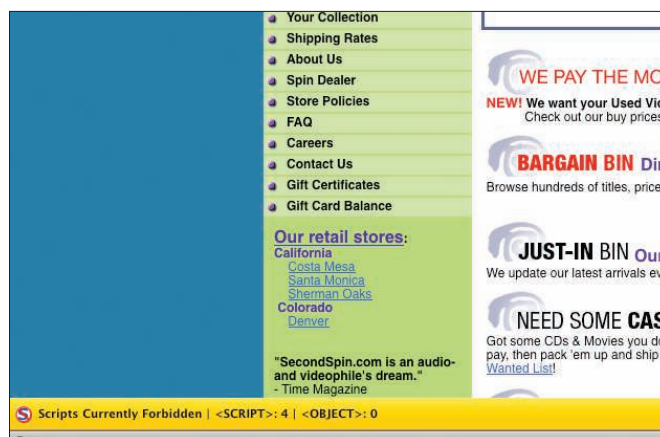 Your Collection
Shipping Rates
About Us
Spin Dealer
Store Policies
FAQ
Careers
Contact Us
Gift Certificates
Gift Card Balance
Our retail stores:
California
Costa Mesa
Santa Monica
Sherman Oaks
Colorado
Denver
"SecondSpin.com is an audio-
and videophile's dream."
- Time Magazine
WE PAY THE MO
NEW! We want your Used Vi
Check out our buy prices
BARGAIN BIN Di
Browse hundreds of titles, price
JUST-IN BIN Our
We update our latest arrivals ev
NEED SOME CAS
Got some CDs & Movies you do
pay, then pack 'em up and ship
Wanted List!
Scripts Currently Forbidden | <SCRIPT>: 4 | <OBJECT>: 0